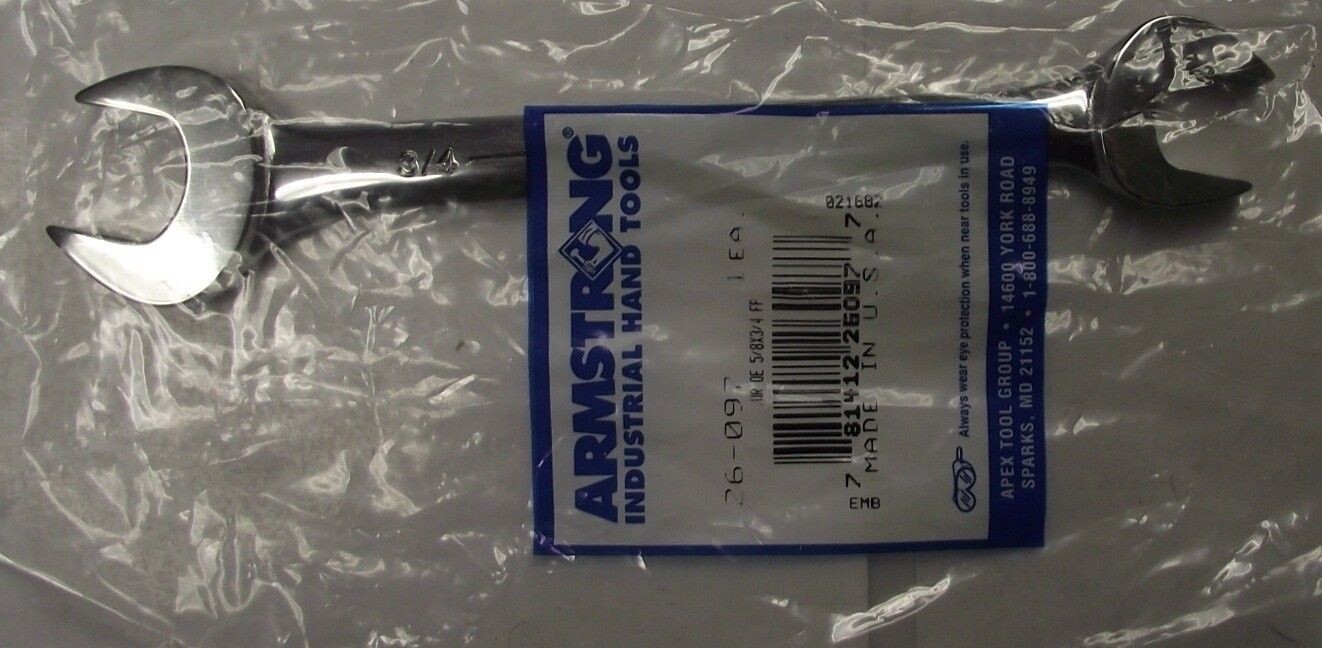 3/4
ARMSTRONG®
INDUSTRIAL HAND TOOLS
26-097 1 EA.
WR OE 5/8X3/4 FF
021682
7 81412 26097 7
EMB MADE IN U.S.A.
Always wear eye protection when near tools in use.
APEX TOOL GROUP • 14600 YORK ROAD
SPARKS, MD 21152 • 1-800-688-8949